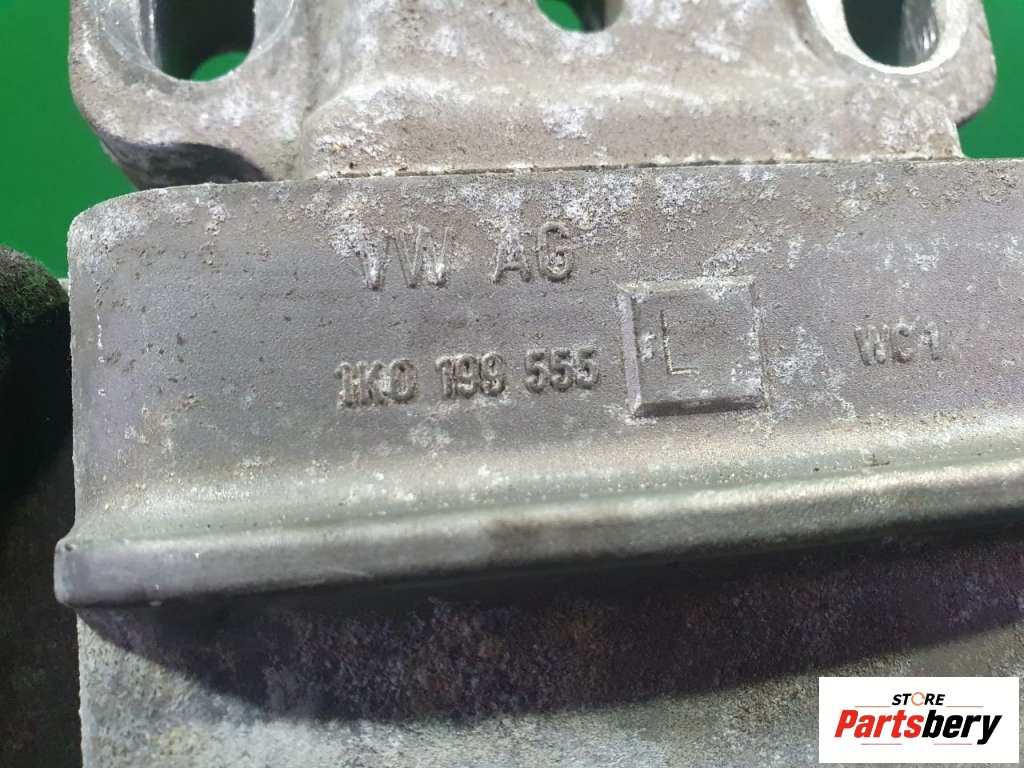 VW AG
1K0 199 555 L WC1
STORE
Partsbery